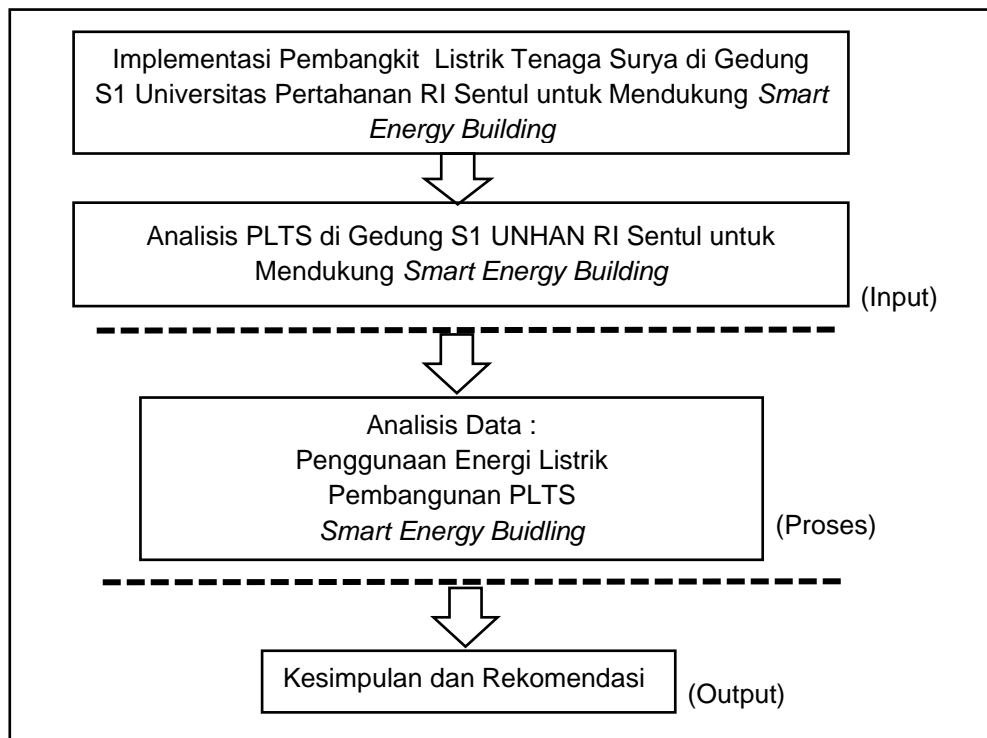 Implementasi Pembangkit Listrik Tenaga Surya di Gedung
S1 Universitas Pertahanan RI Sentul untuk Mendukung Smart
Energy Building
Analisis PLTS di Gedung S1 UNHAN RI Sentul untuk
Mendukung Smart Energy Building
(Input)
Analisis Data :
Penggunaan Energi Listrik
Pembangunan PLTS
Smart Energy Buidling
(Proses)
Kesimpulan dan Rekomendasi
(Output)